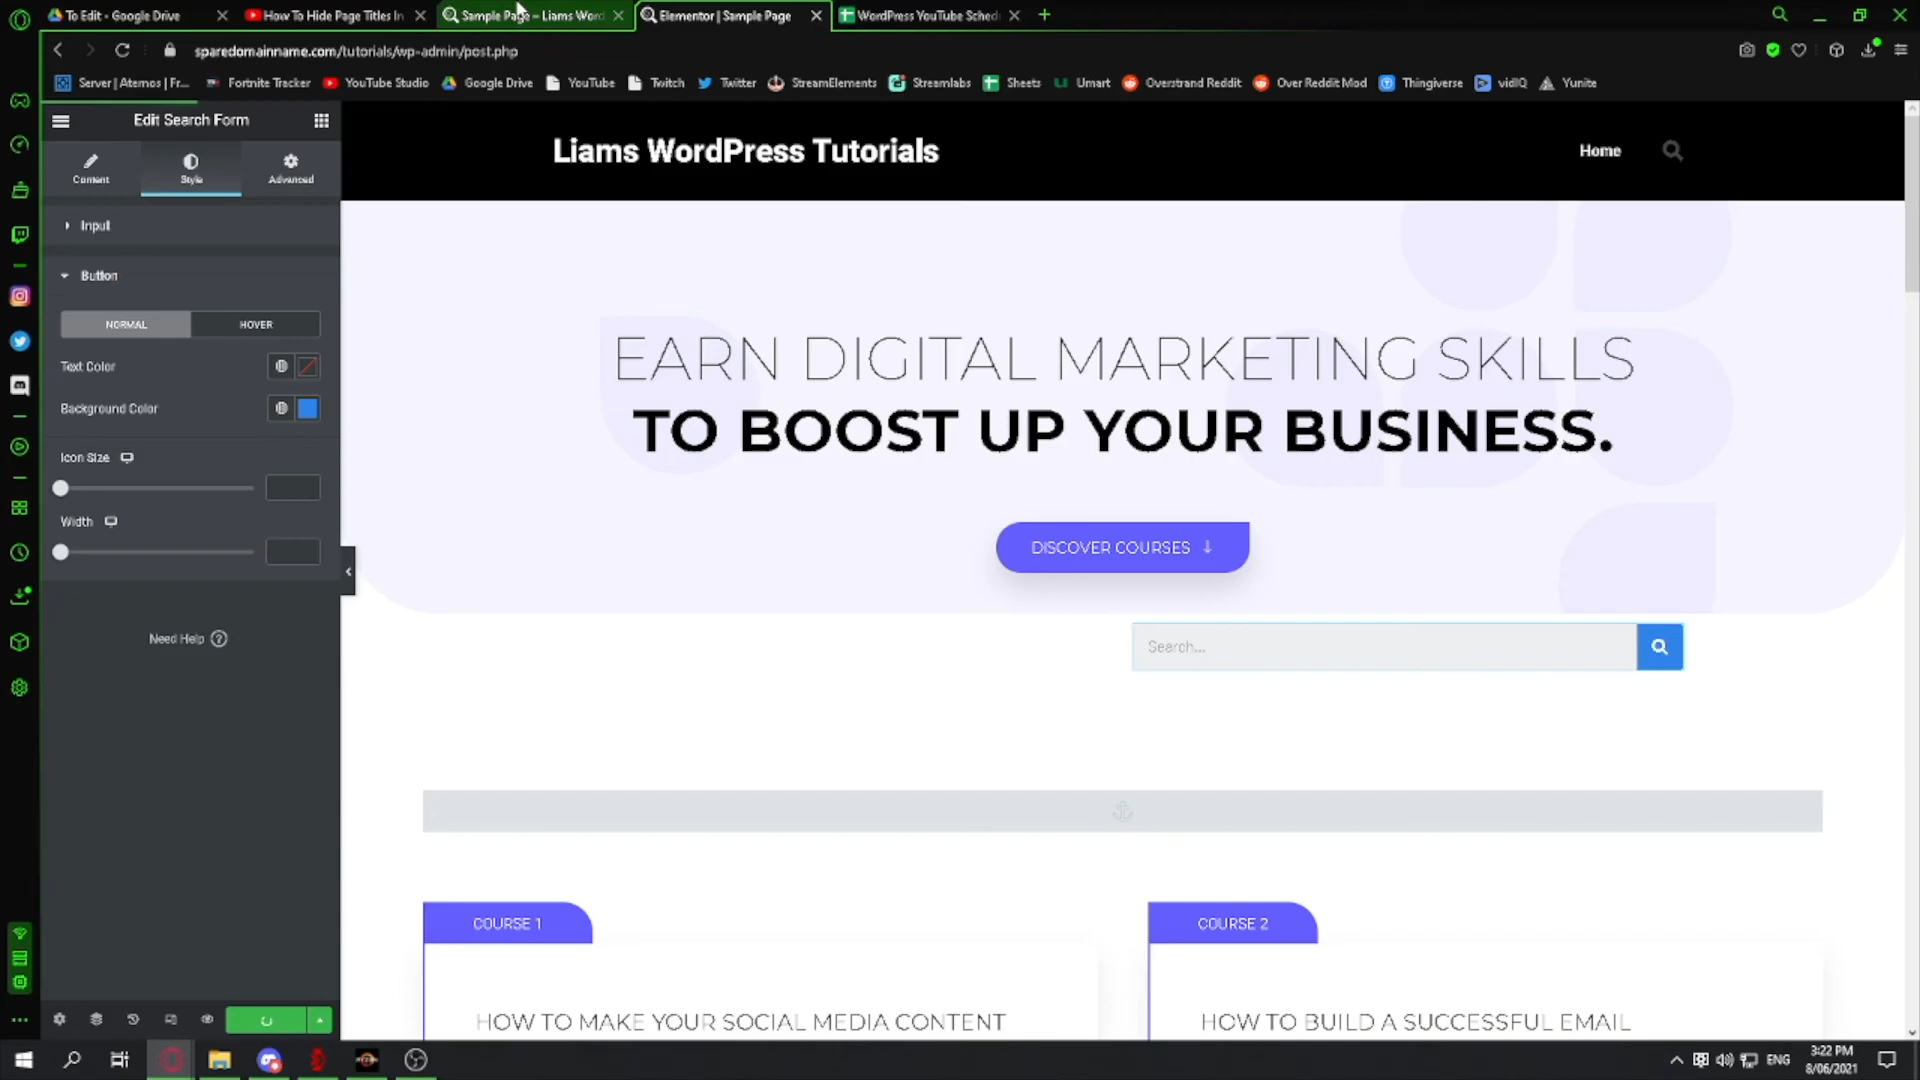 To Edit - Google Drive
How To Hide Page Titles In
Sample Page – Liams Word
Elementor | Sample Page
WordPress YouTube Sched
sparedomainname.com/tutorials/wp-admin/post.php
Server | Atemos | Fr...
Fortnite Tracker
YouTube Studio
Google Drive
YouTube
Twitch
Twitter
StreamElements
Streamlabs
Sheets
Umart
Overstrand Reddit
Over Reddit Mod
Thingiverse
vidIQ
Yunite
Edit Search Form
Content
Style
Advanced
Input
Button
NORMAL
HOVER
Text Color
Background Color
Icon Size
Width
Need Help
Liams WordPress Tutorials
Home
EARN DIGITAL MARKETING SKILLS
TO BOOST UP YOUR BUSINESS.
DISCOVER COURSES
Search...
COURSE 1
COURSE 2
HOW TO MAKE YOUR SOCIAL MEDIA CONTENT
HOW TO BUILD A SUCCESSFUL EMAIL
ENG
3:22 PM
8/06/2021